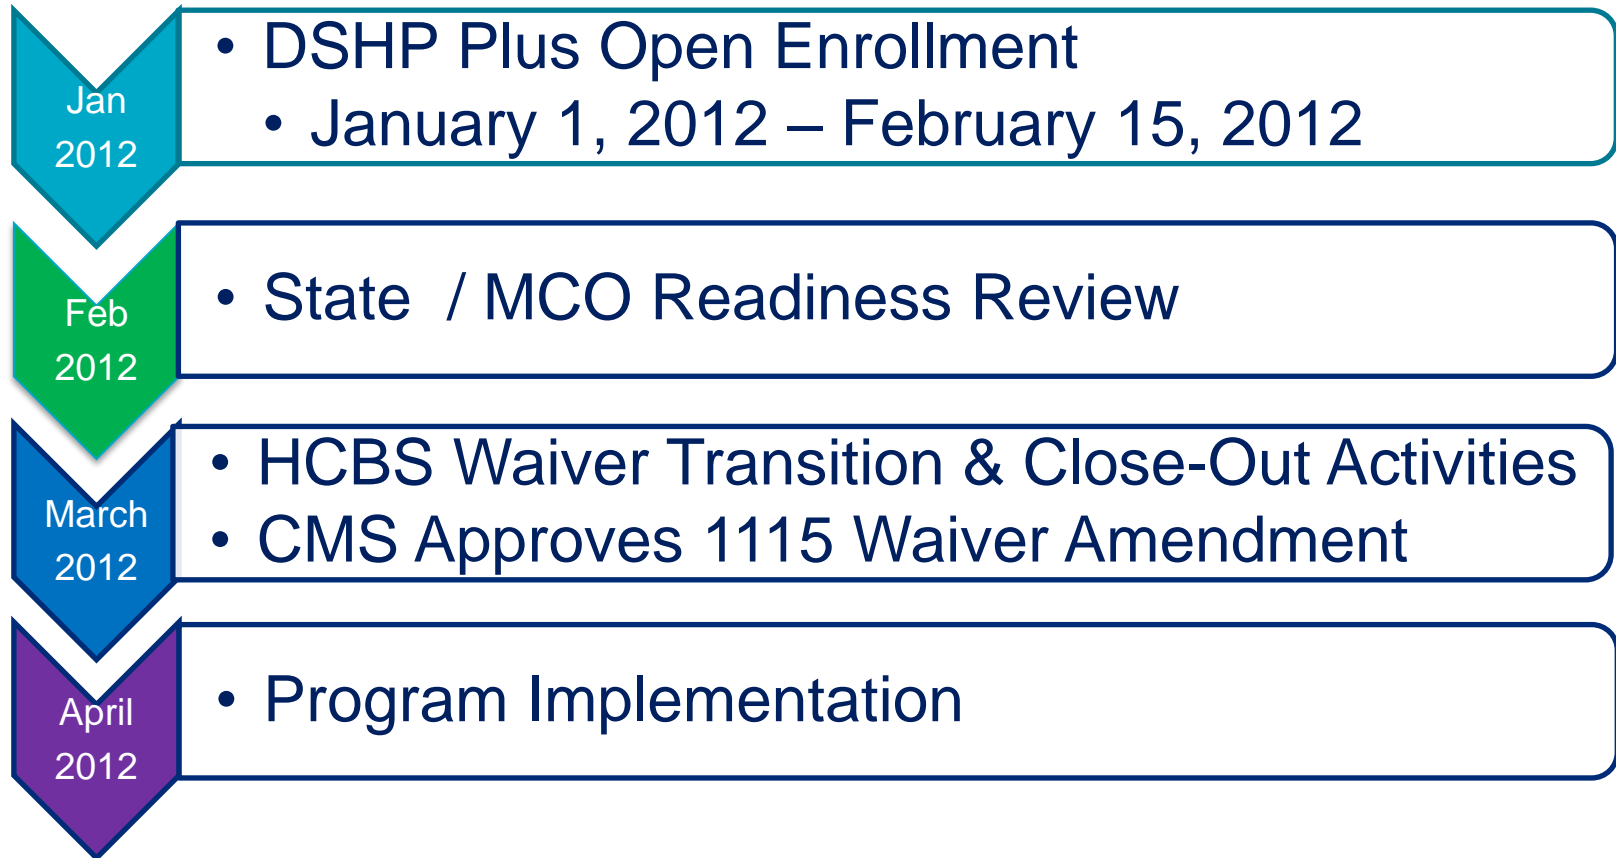 Jan
2012
• DSHP Plus Open Enrollment
• January 1, 2012 – February 15, 2012
Feb
2012
• State / MCO Readiness Review
March
2012
• HCBS Waiver Transition & Close-Out Activities
• CMS Approves 1115 Waiver Amendment
April
2012
• Program Implementation